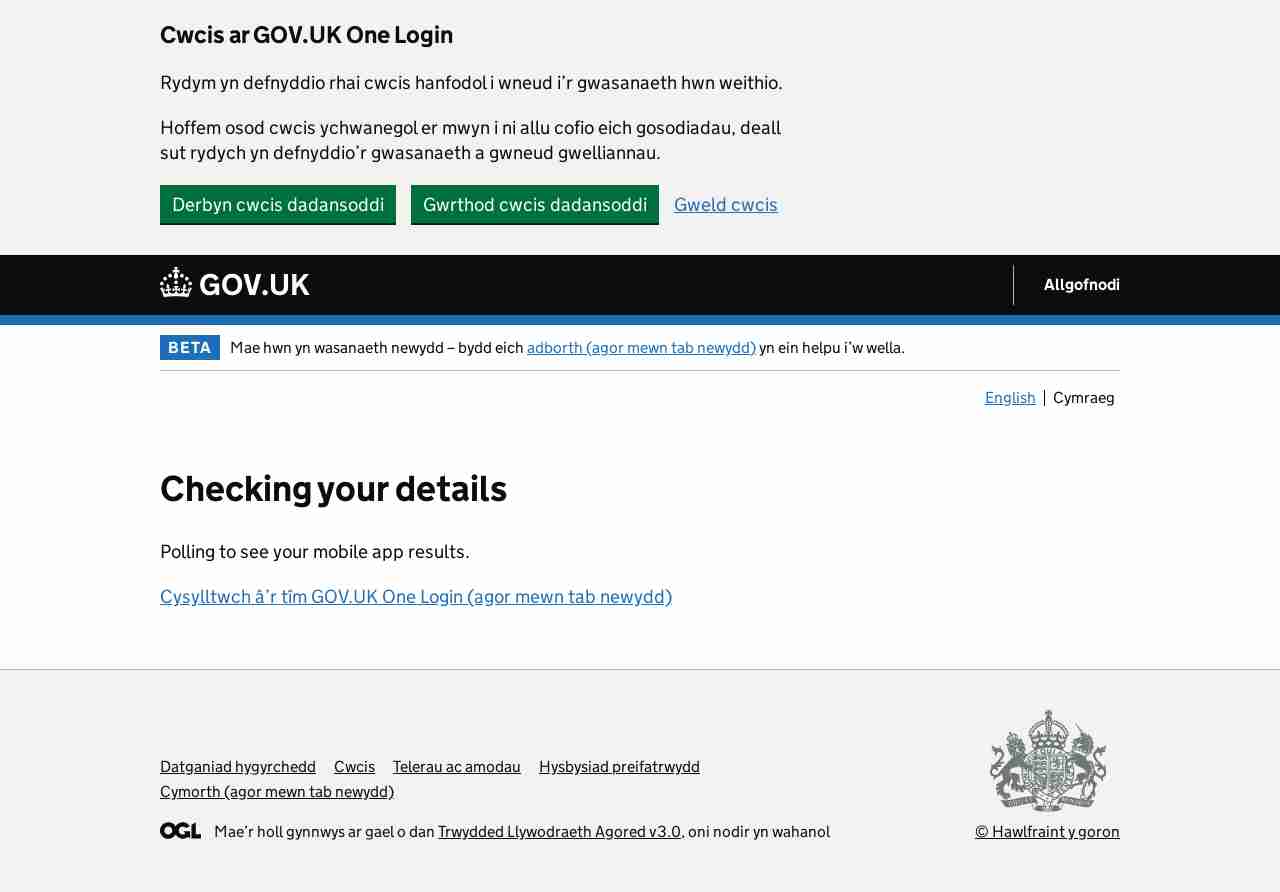 Cwcis ar GOV.UK One Login
Rydym yn defnyddio rhai cwcis hanfodol i wneud i’r gwasanaeth hwn weithio.
Hoffem osod cwcis ychwanegol er mwyn i ni allu cofio eich gosodiadau, deall
sut rydych yn defnyddio’r gwasanaeth a gwneud gwelliannau.
Derbyn cwcis dadansoddi Gwrthod cwcis dadansoddi Gweld cwcis
GOV.UK Allgofnodi
BETA Mae hwn yn wasanaeth newydd – bydd eich adborth (agor mewn tab newydd) yn ein helpu i’w wella.
English Cymraeg
Checking your details
Polling to see your mobile app results.
Cysylltwch â’r tîm GOV.UK One Login (agor mewn tab newydd)
Datganiad hygyrchedd Cwcis Telerau ac amodau Hysbysiad preifatrwydd
Cymorth (agor mewn tab newydd)
OGL Mae’r holl gynnwys ar gael o dan Trwydded Llywodraeth Agored v3.0, oni nodir yn wahanol
© Hawlfraint y goron